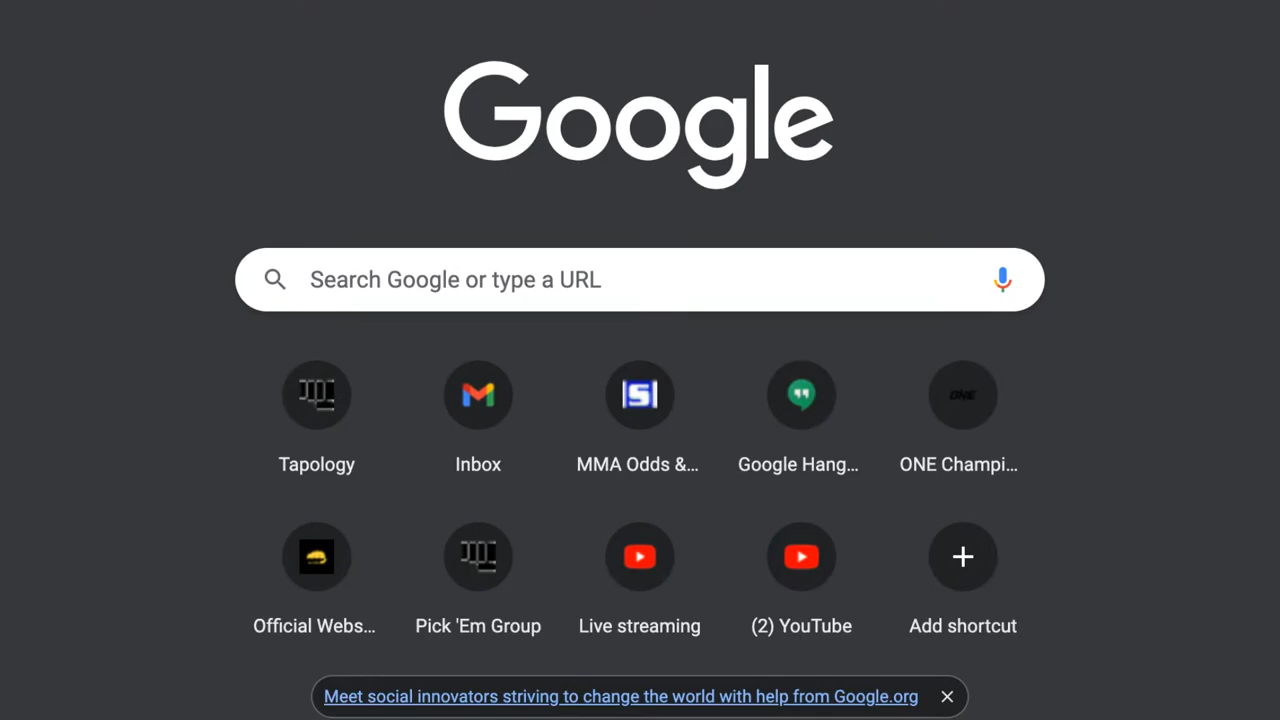 Google
Search Google or type a URL
Tapology
Inbox
MMA Odds &...
Google Hang...
ONE
ONE Champi...
Official Webs...
Pick 'Em Group
Live streaming
(2) YouTube
Add shortcut
Meet social innovators striving to change the world with help from Google.org